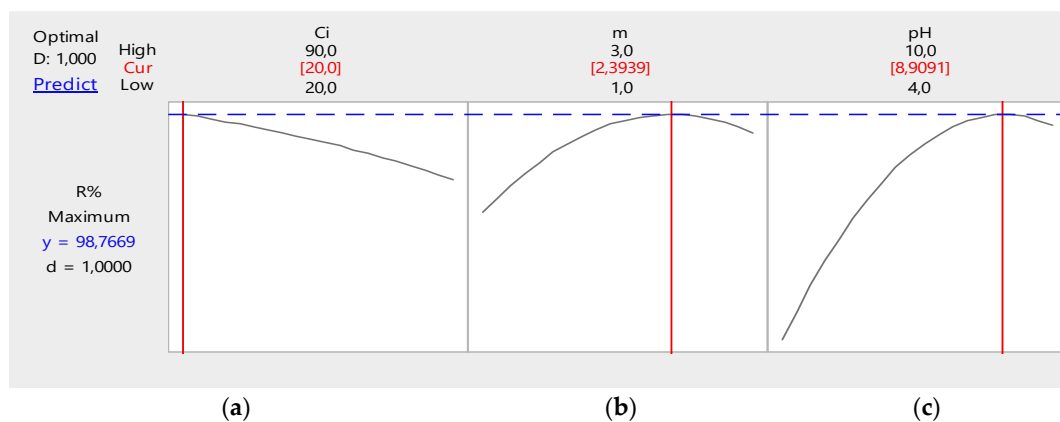 Optimal
D: 1,000
Predict
High
Cur
Low
Ci
90,0
[20,0]
20,0
m
3,0
[2,3939]
1,0
pH
10,0
[8,9091]
4,0
R%
Maximum
y = 98,7669
d = 1,0000
(a) (b) (c)